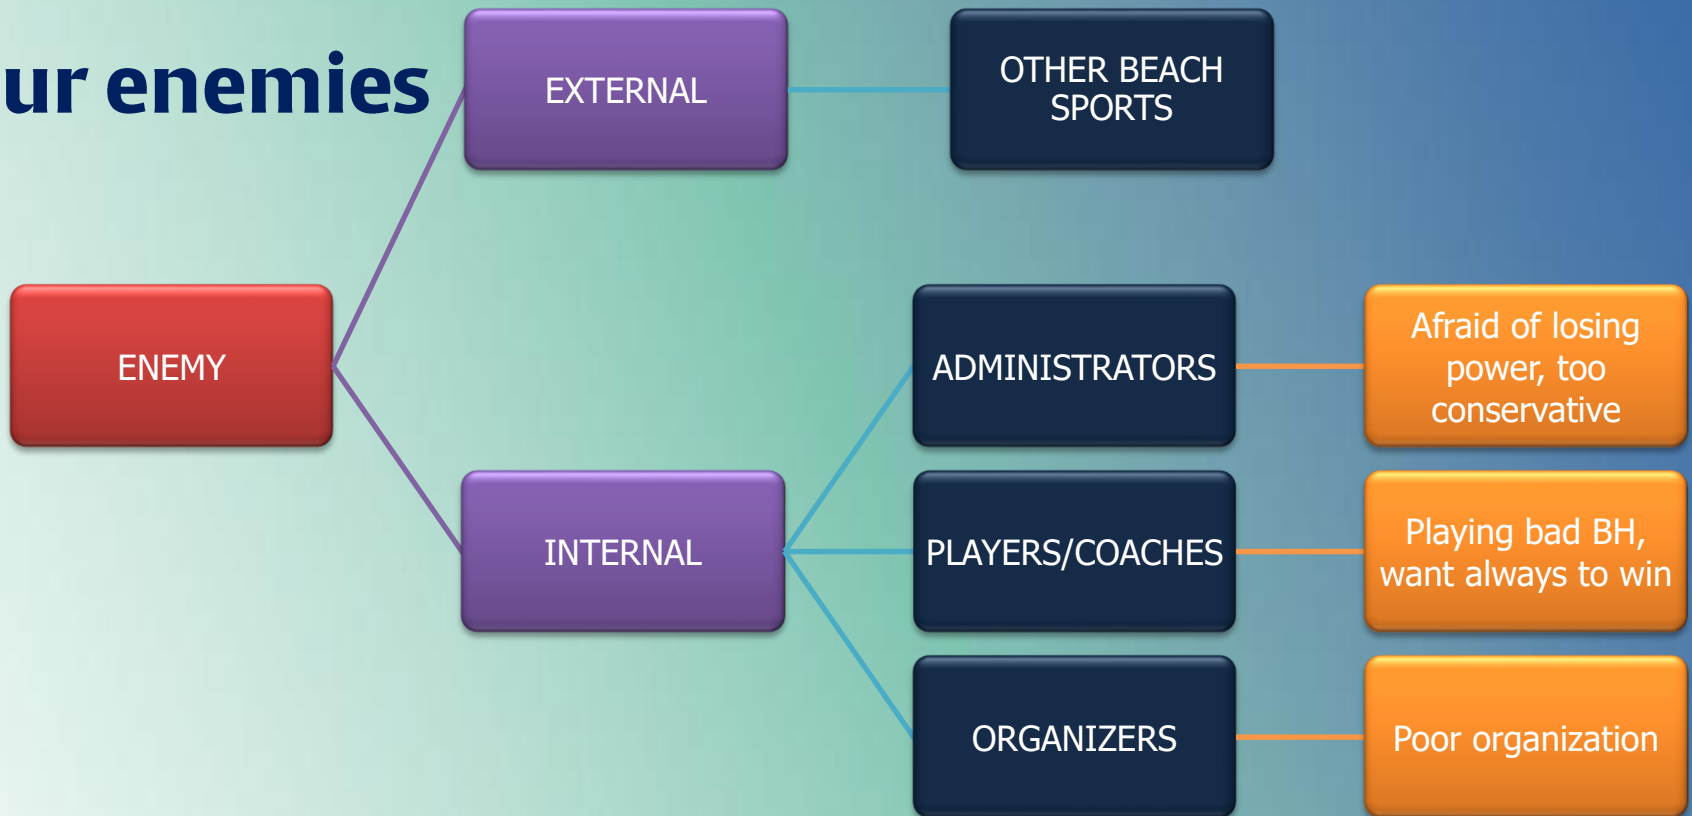 ur enemies
EXTERNAL
OTHER BEACH
SPORTS
ENEMY
ADMINISTRATORS
Afraid of losing
power, too
conservative
INTERNAL
PLAYERS/COACHES
Playing bad BH,
want always to win
ORGANIZERS
Poor organization